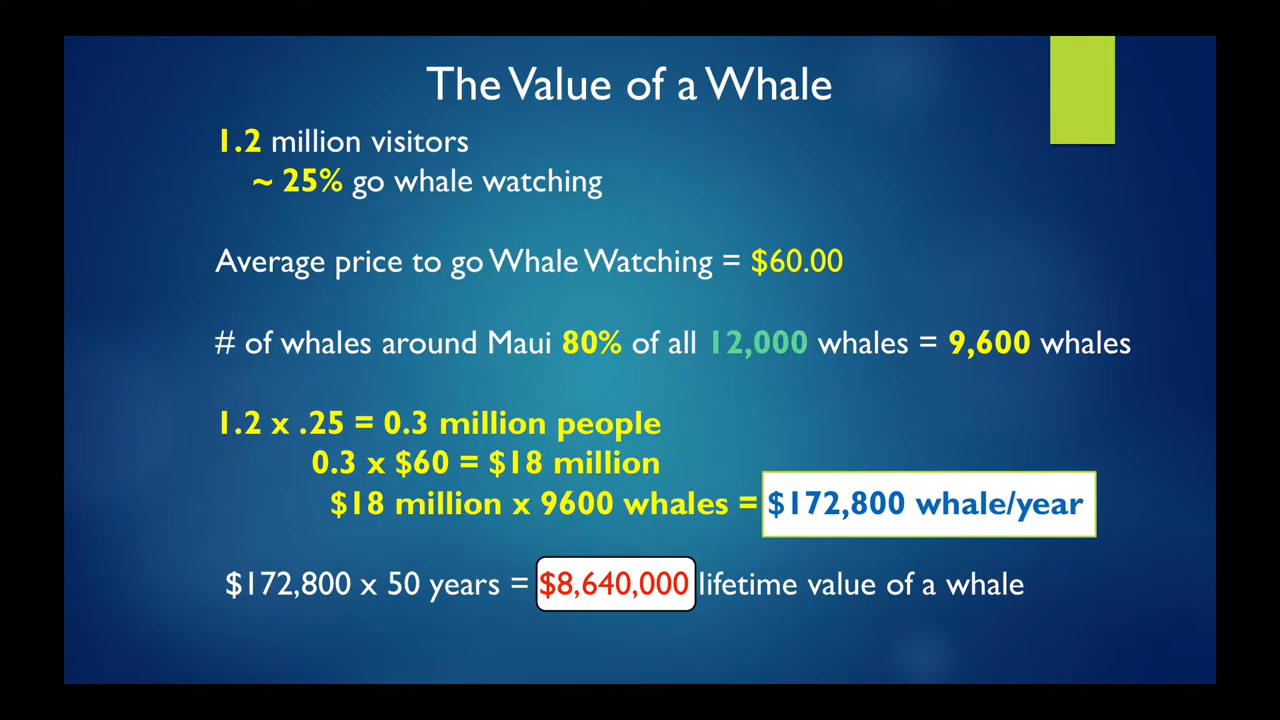 The Value of a Whale
1.2 million visitors
~ 25% go whale watching
Average price to go Whale Watching = $60.00
# of whales around Maui 80% of all 12,000 whales = 9,600 whales
1.2 x .25 = 0.3 million people
0.3 x $60 = $18 million
$18 million x 9600 whales = $172,800 whale/year
$172,800 x 50 years = $8,640,000 lifetime value of a whale